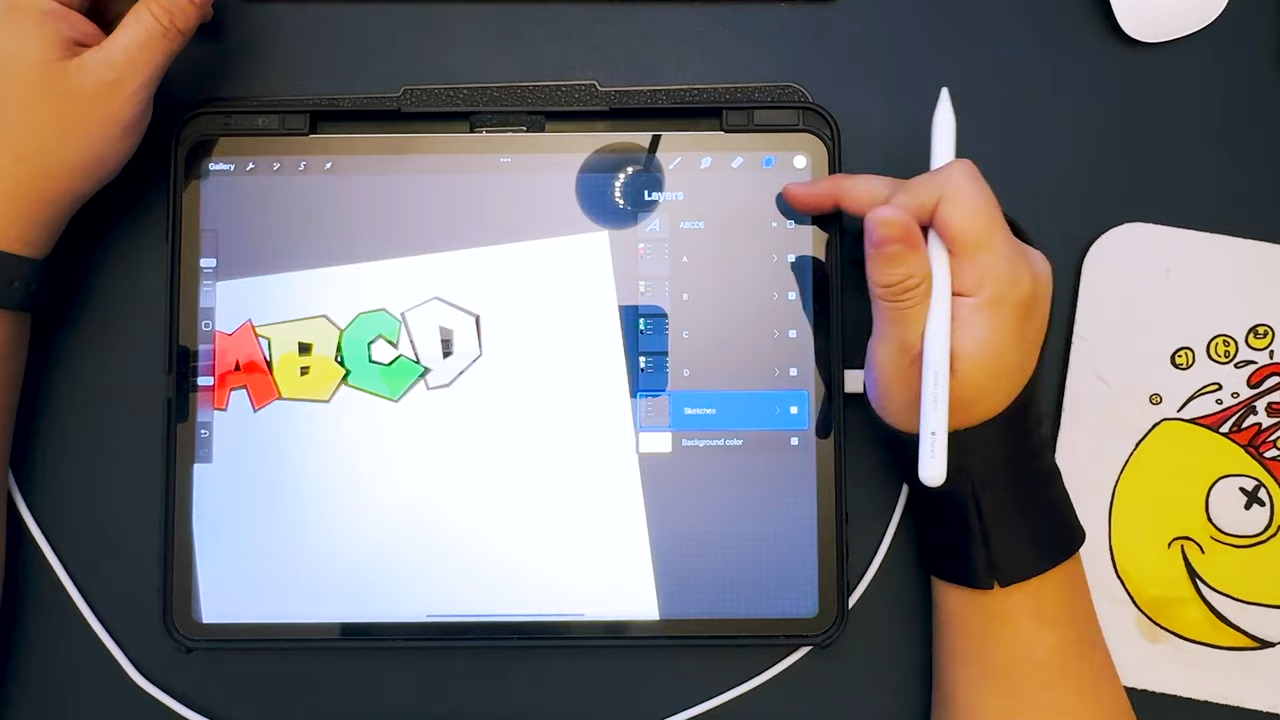 Gallery
Layers
ABCDE N
A
B
C
D
Sketches
Background color
ABCD